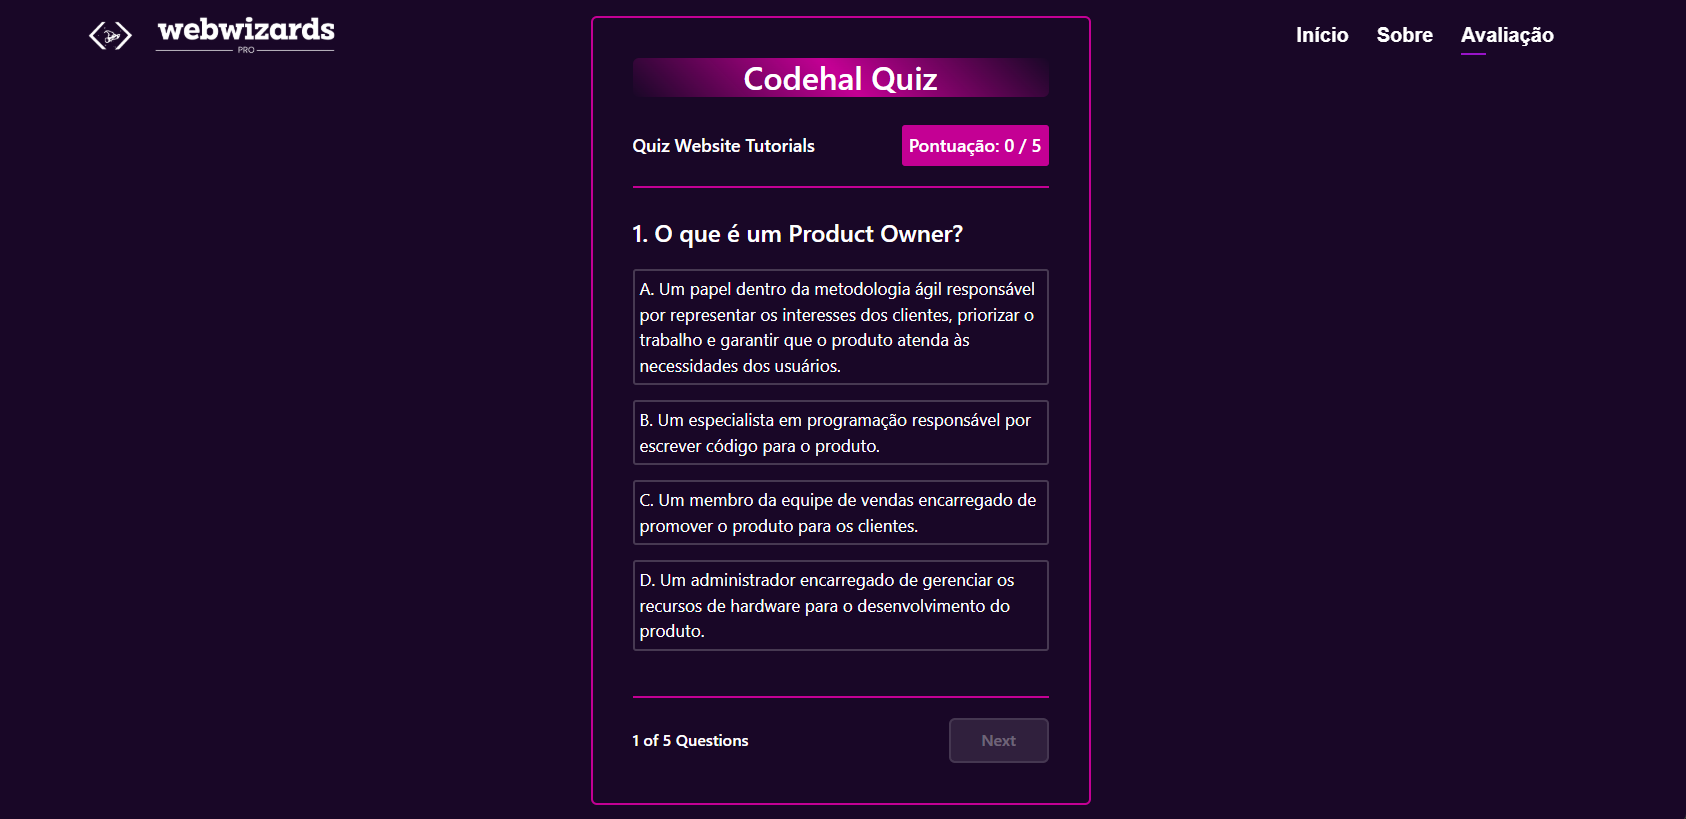 webwizards
PRO
Início Sobre Avaliação
Codehal Quiz
Quiz Website Tutorials
Pontuação: 0 / 5
1. O que é um Product Owner?
A. Um papel dentro da metodologia ágil responsável
por representar os interesses dos clientes, priorizar o
trabalho e garantir que o produto atenda às
necessidades dos usuários.
B. Um especialista em programação responsável por
escrever código para o produto.
C. Um membro da equipe de vendas encarregado de
promover o produto para os clientes.
D. Um administrador encarregado de gerenciar os
recursos de hardware para o desenvolvimento do
produto.
1 of 5 Questions
Next